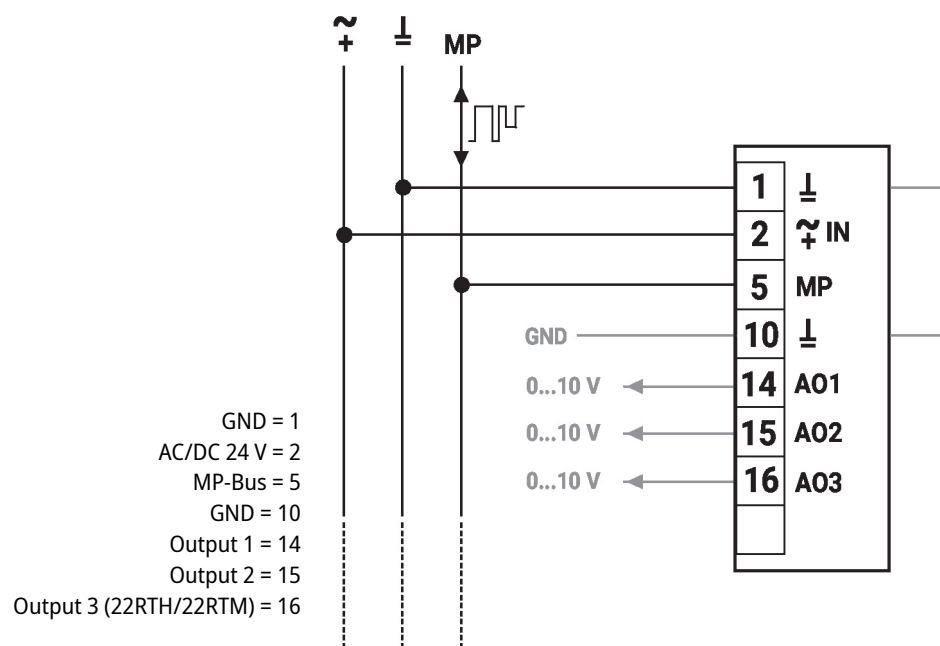 ~
+
⊥
MP
1 ⊥
2 ~ + IN
5 MP
GND 10 ⊥
0...10 V 14 AO1
0...10 V 15 AO2
0...10 V 16 AO3
GND = 1
AC/DC 24 V = 2
MP-Bus = 5
GND = 10
Output 1 = 14
Output 2 = 15
Output 3 (22RTH/22RTM) = 16